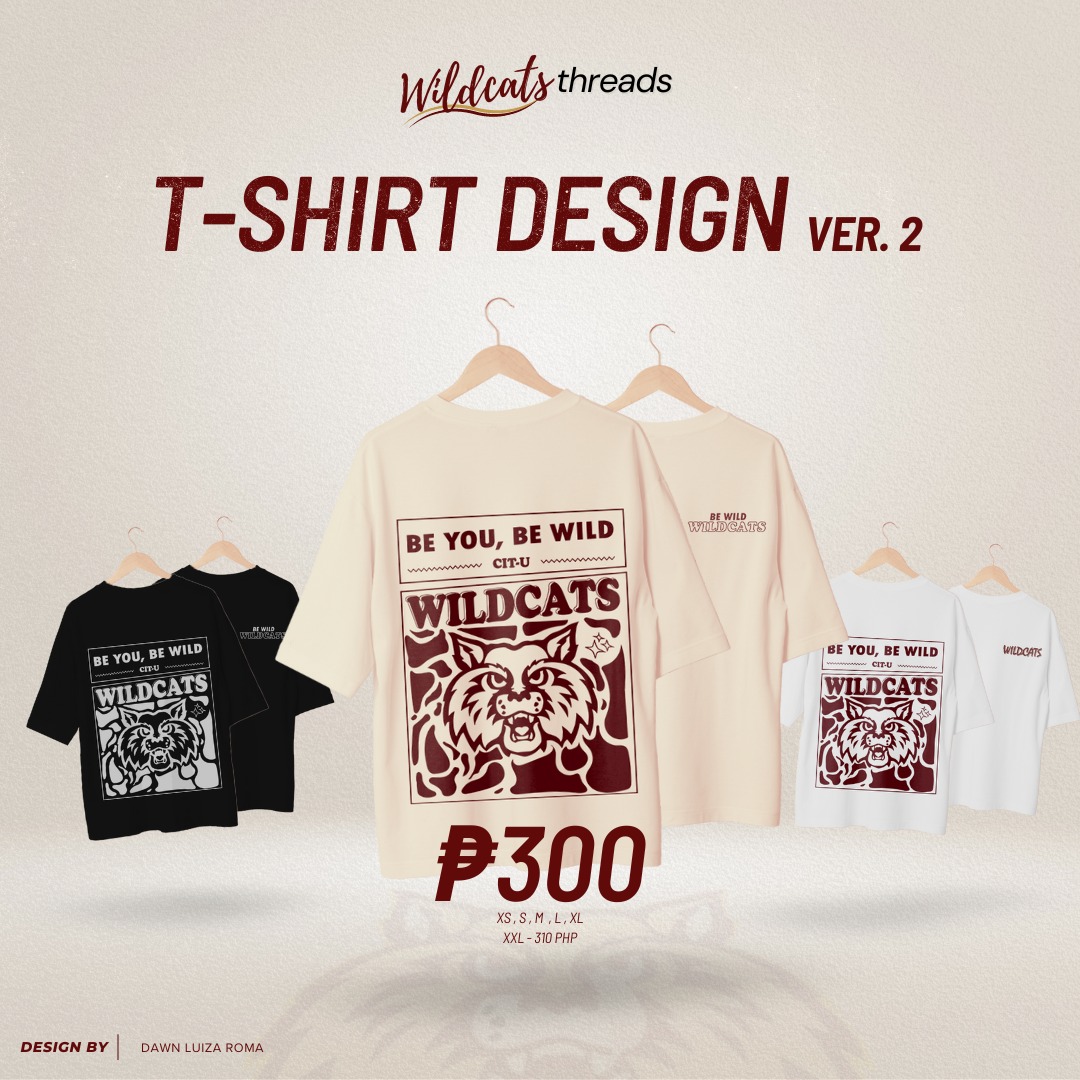 Wildcats threads
T-SHIRT DESIGN VER. 2
BE YOU, BE WILD
CIT-U
WILDCATS
BE WILD
WILDCATS
BE YOU, BE WILD
CIT-U
WILDCATS
BE WILD
WILDCATS
BE YOU, BE WILD
CIT-U
WILDCATS
WILDCATS
₱300
XS , S , M , L , XL
XXL - 310 PHP
DESIGN BY | DAWN LUIZA ROMA